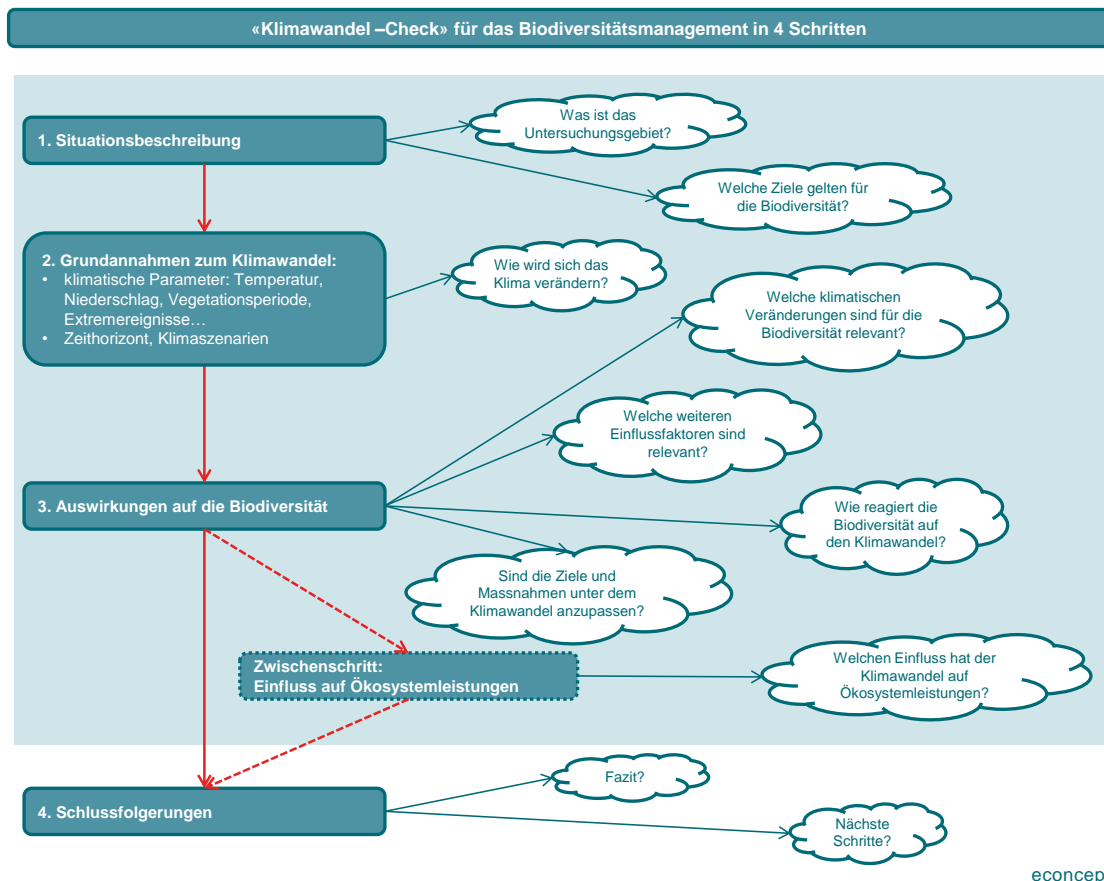 «Klimawandel –Check» für das Biodiversitätsmanagement in 4 Schritten
Was ist das
Untersuchungsgebiet?
1. Situationsbeschreibung
Welche Ziele gelten für
die Biodiversität?
2. Grundannahmen zum Klimawandel:
• klimatische Parameter: Temperatur,
Niederschlag, Vegetationsperiode,
Extremereignisse…
• Zeithorizont, Klimaszenarien
Wie wird sich das
Klima verändern?
Welche klimatischen
Veränderungen sind für die
Biodiversität relevant?
Welche weiteren
Einflussfaktoren sind
relevant?
3. Auswirkungen auf die Biodiversität
Wie reagiert die
Biodiversität auf
den Klimawandel?
Sind die Ziele und
Massnahmen unter dem
Klimawandel anzupassen?
Zwischenschritt:
Einfluss auf Ökosystemleistungen
Welchen Einfluss hat der
Klimawandel auf
Ökosystemleistungen?
Fazit?
4. Schlussfolgerungen
Nächste
Schritte?
econcep